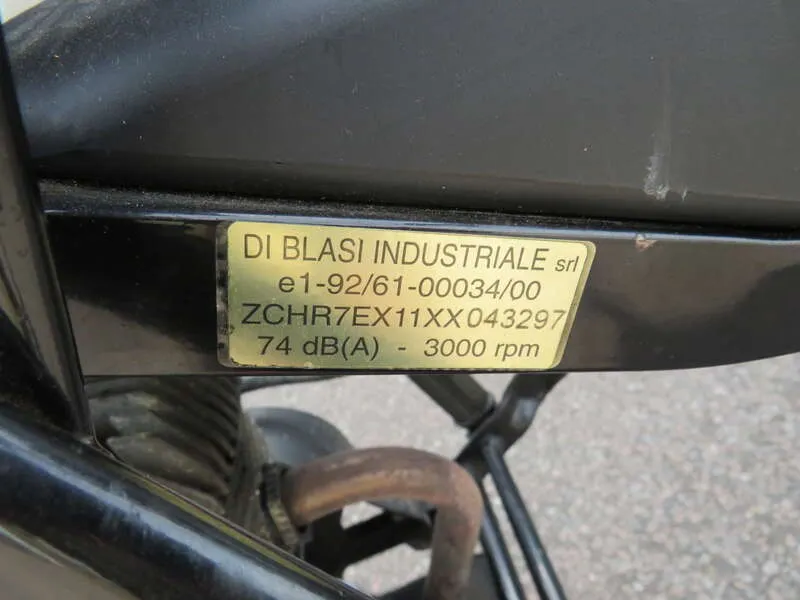 DI BLASI INDUSTRIALE srl
e1-92/61-00034/00
ZCHR7EX11XX043297
74 dB(A) - 3000 rpm